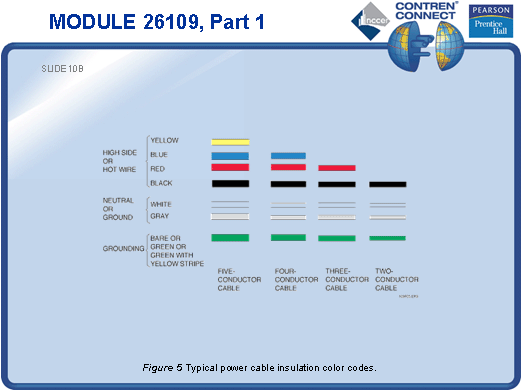 MODULE 26109, Part 1
nccer
CONTREN®
CONNECT
PEARSON
Prentice
Hall
SLIDE 10B
HIGH SIDE
OR
HOT WIRE
YELLOW
BLUE
RED
BLACK
NEUTRAL
OR
GROUND
WHITE
GRAY
GROUNDING
BARE OR
GREEN OR
GREEN WITH
YELLOW STRIPE
FIVE-
CONDUCTOR
CABLE
FOUR-
CONDUCTOR
CABLE
THREE-
CONDUCTOR
CABLE
TWO-
CONDUCTOR
CABLE
Figure 5 Typical power cable insulation color codes.